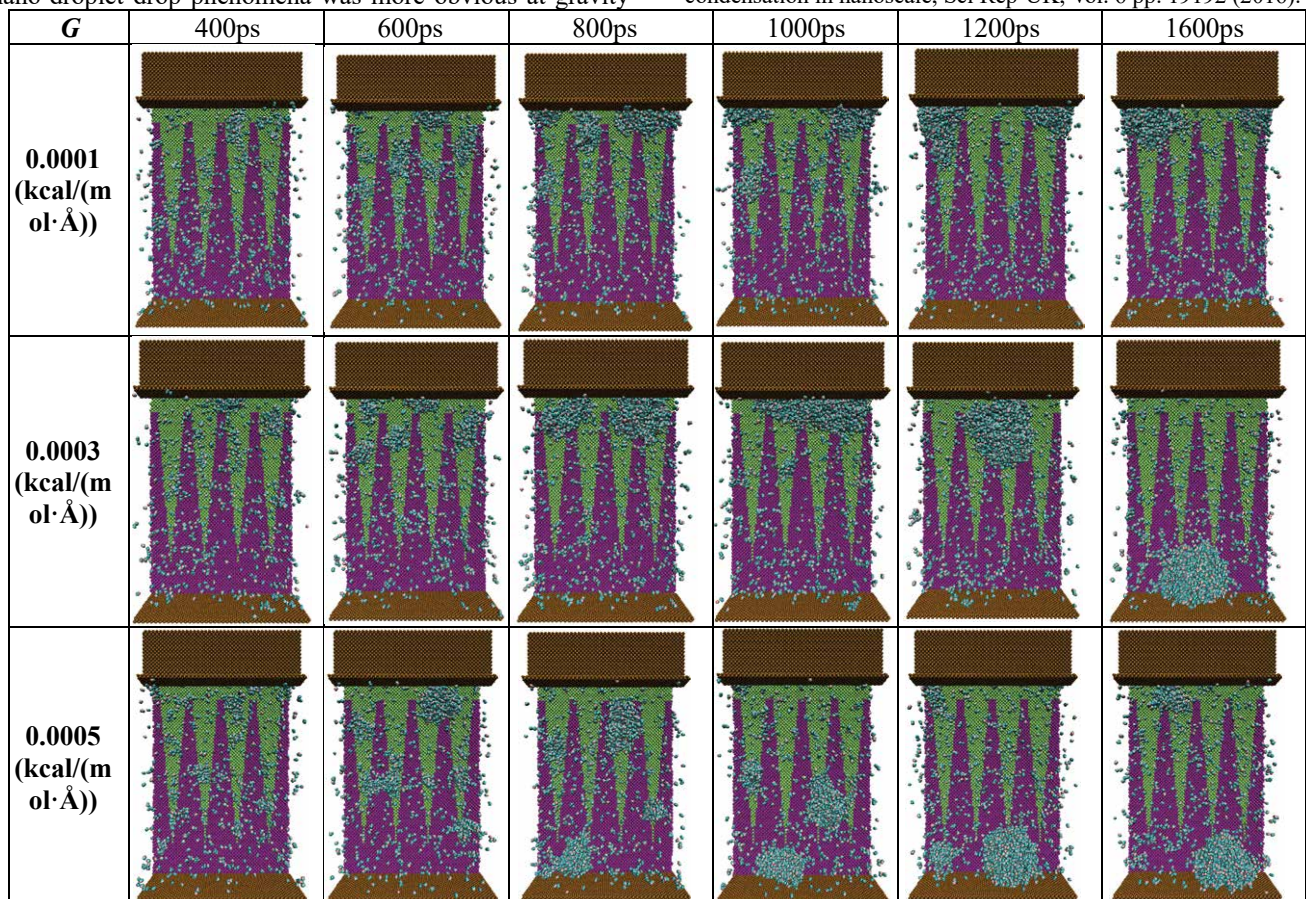 nano droplet drop phenomena was more obvious at gravity
condensation in nanoscale, Sci Rep-UK, Vol. 6 pp. 19192 (2016).
G 400ps 600ps 800ps 1000ps 1200ps 1600ps
0.0001
(kcal/(m
ol·Å))
0.0003
(kcal/(m
ol·Å))
0.0005
(kcal/(m
ol·Å))